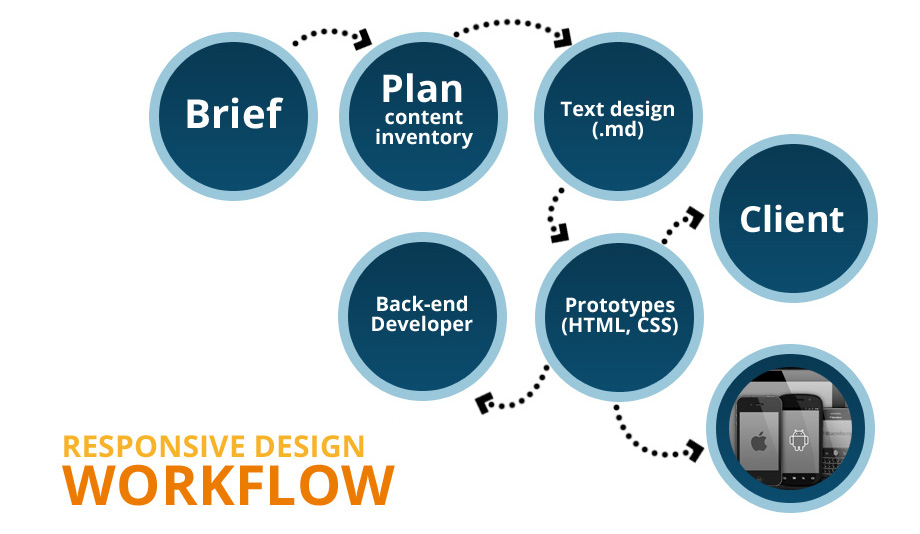 Brief
Plan
content
inventory
Text design
(.md)
Client
Back-end
Developer
Prototypes
(HTML, CSS)
RESPONSIVE DESIGN
WORKFLOW